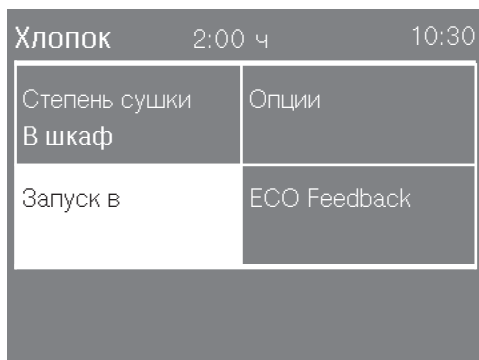 Хлопок 2:00 ч 10:30
Степень сушки Опции
В шкаф
Запуск в ECO Feedback